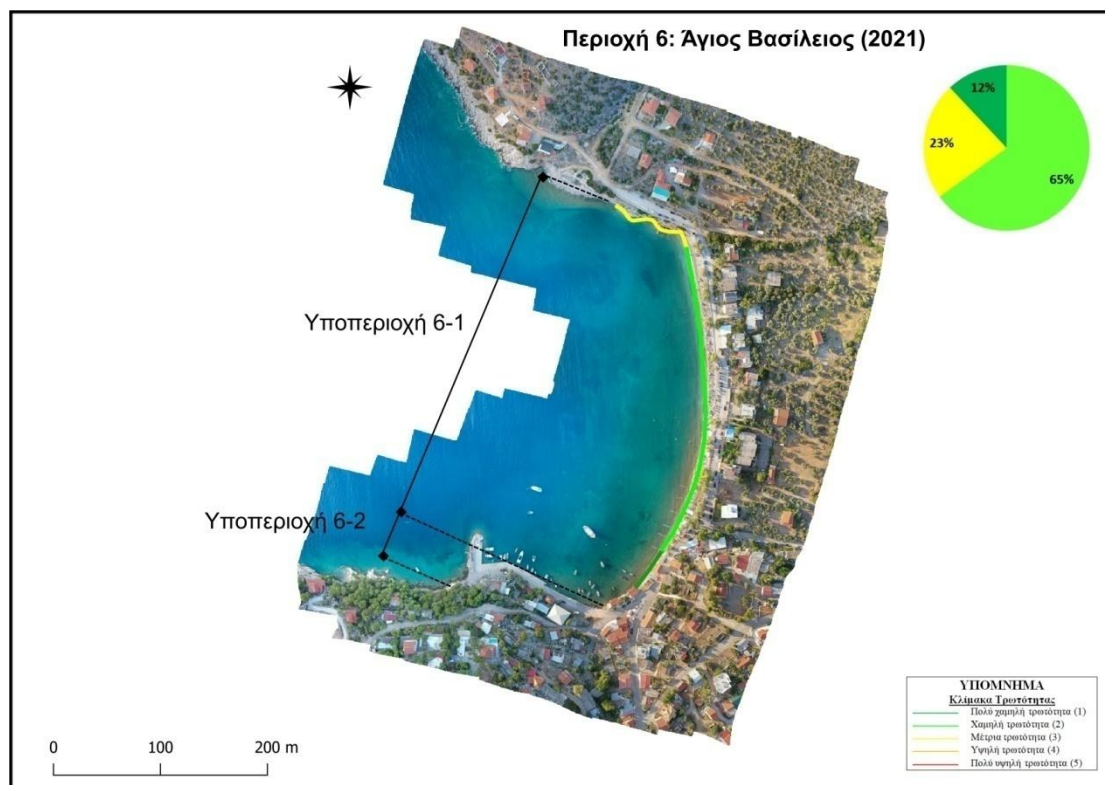 Περιοχή 6: Άγιος Βασίλειος (2021)
12%
23%
65%
Υποπεριοχή 6-1
Υποπεριοχή 6-2
0 100 200 m
ΥΠΟΜΝΗΜΑ
Κλίμακα Τρωτότητας
Πολύ χαμηλή τρωτότητα (1)
Χαμηλή τρωτότητα (2)
Μέτρια τρωτότητα (3)
Υψηλή τρωτότητα (4)
Πολύ υψηλή τρωτότητα (5)